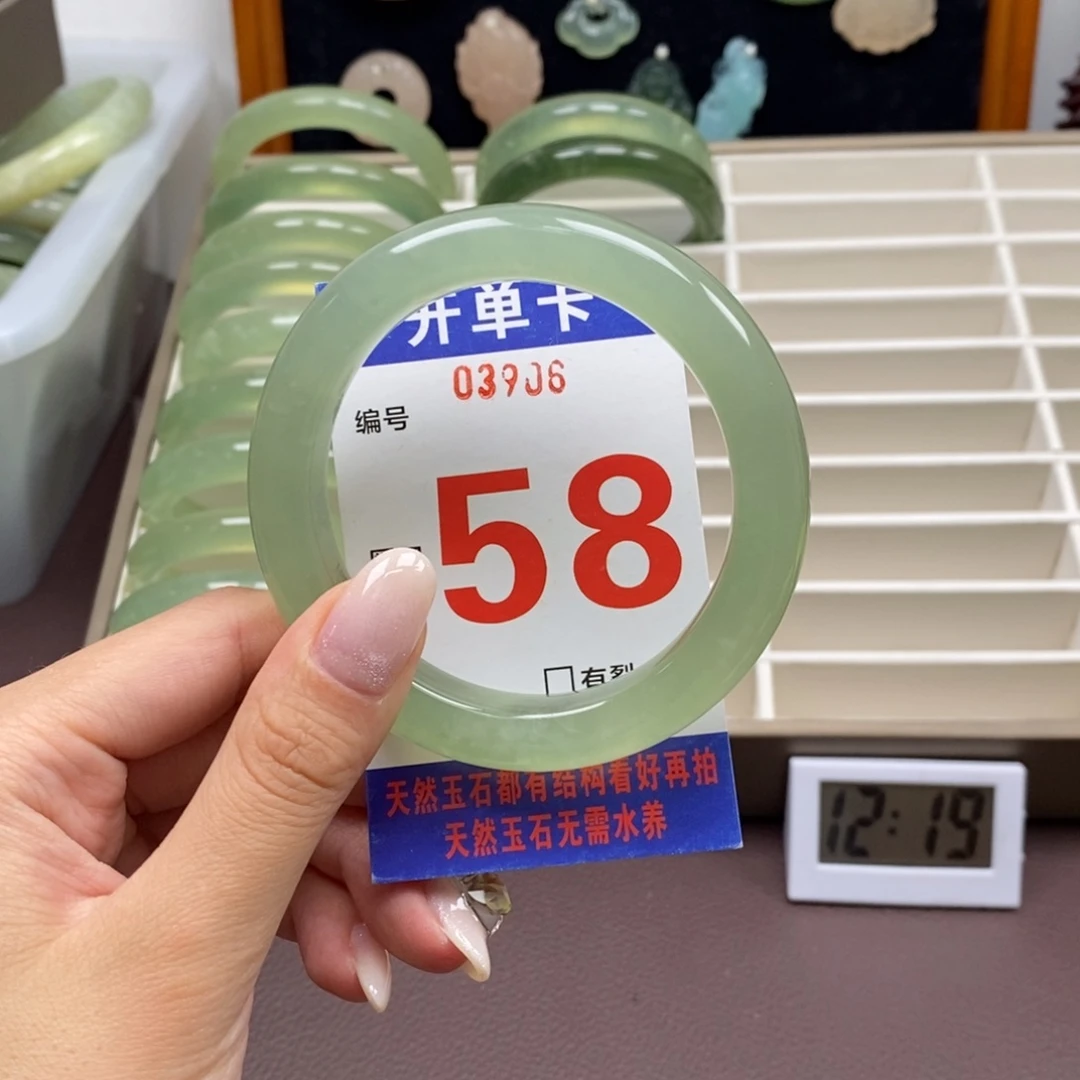 开单卡
039J6
编号
58
有裂
天然玉石都有结构看好再拍
天然玉石无需水养
12:19